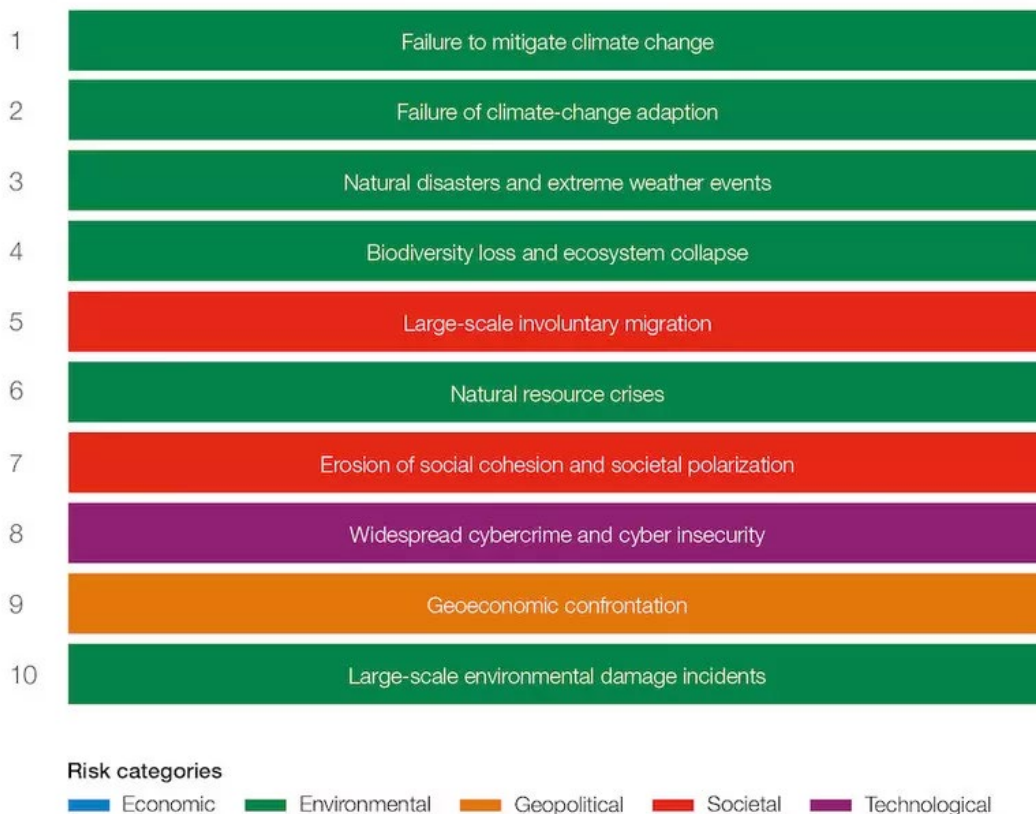 1 Failure to mitigate climate change
2 Failure of climate-change adaption
3 Natural disasters and extreme weather events
4 Biodiversity loss and ecosystem collapse
5 Large-scale involuntary migration
6 Natural resource crises
7 Erosion of social cohesion and societal polarization
8 Widespread cybercrime and cyber insecurity
9 Geoeconomic confrontation
10 Large-scale environmental damage incidents
Risk categories
Economic Environmental Geopolitical Societal Technological